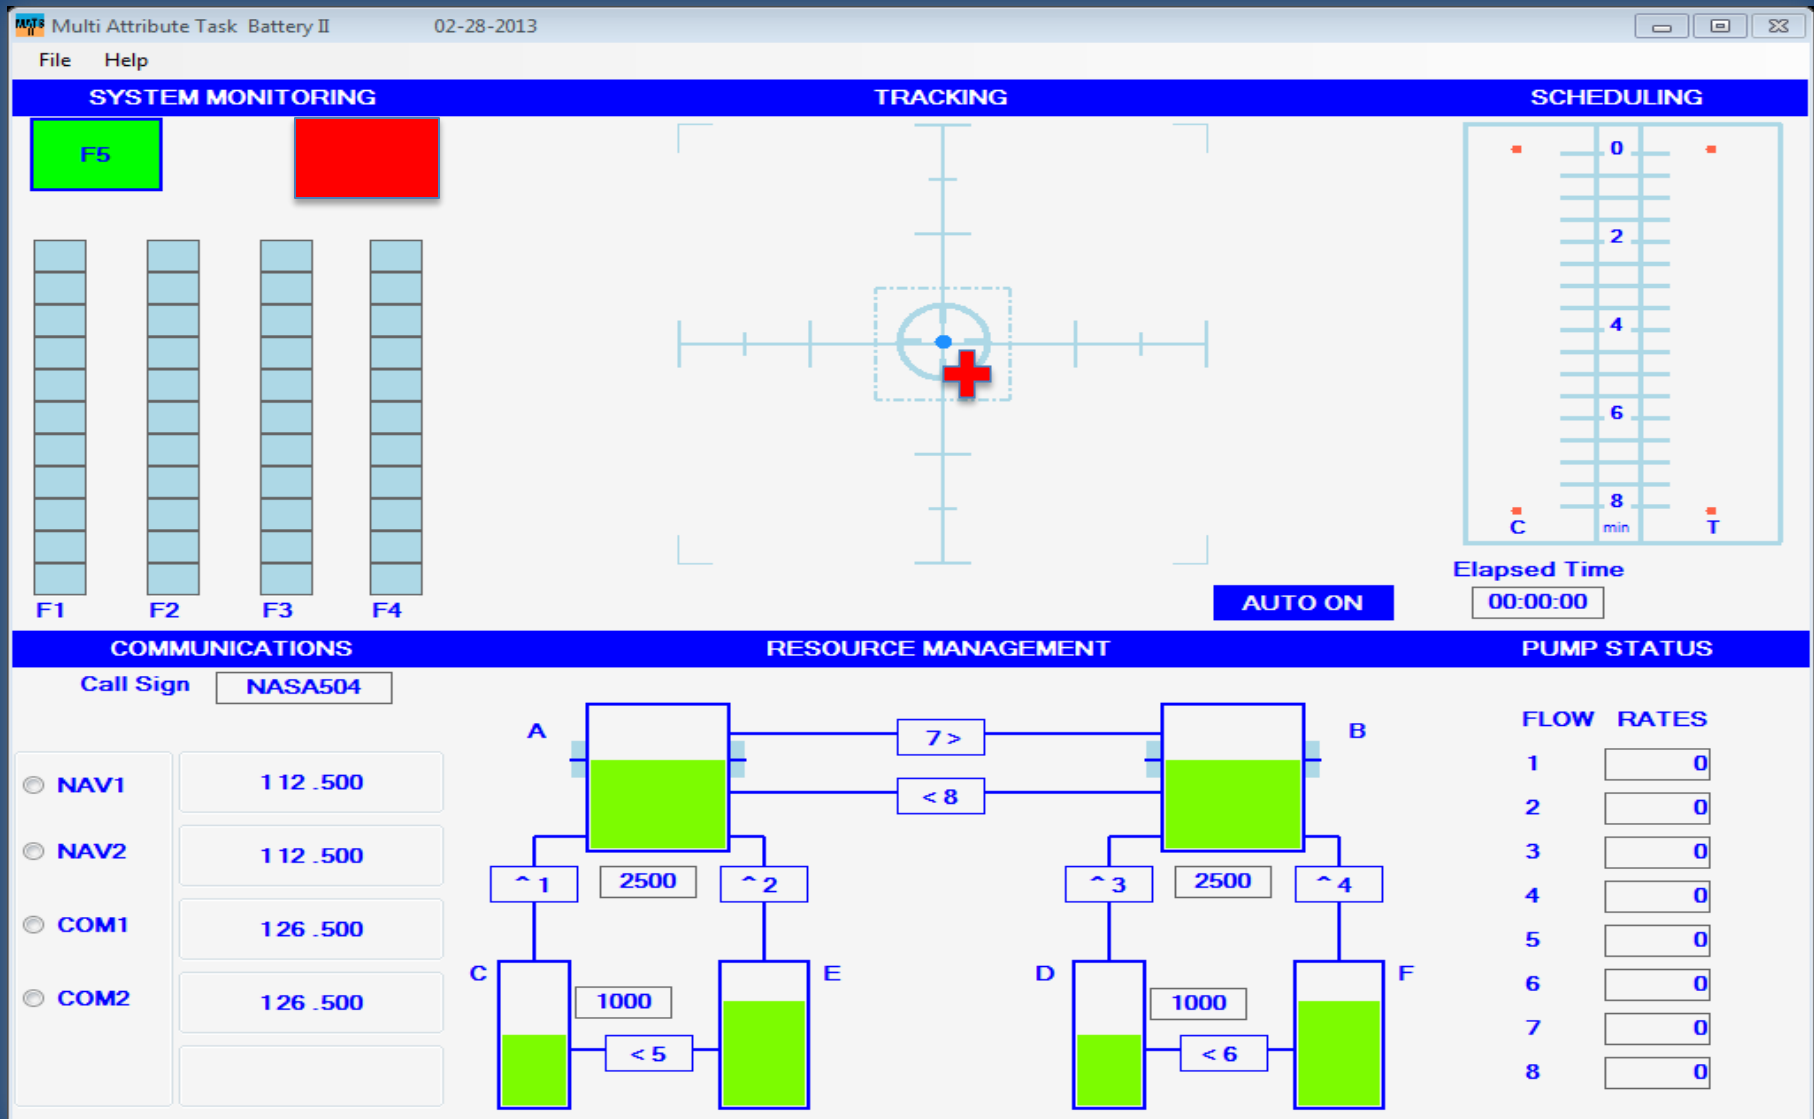 MATB II Multi Attribute Task Battery II 02-28-2013
File Help
SYSTEM MONITORING TRACKING SCHEDULING
F5
0
2
4
6
8
C min T
F1 F2 F3 F4
Elapsed Time
AUTO ON 00:00:00
COMMUNICATIONS RESOURCE MANAGEMENT PUMP STATUS
Call Sign NASA504
NAV1 112 .500
NAV2 112 .500
COM1 126 .500
COM2 126 .500
A 7 > B
< 8
^ 1 2500 ^ 2 ^ 3 2500 ^ 4
C 1000 E D 1000 F
< 5 < 6
FLOW RATES
1 0
2 0
3 0
4 0
5 0
6 0
7 0
8 0